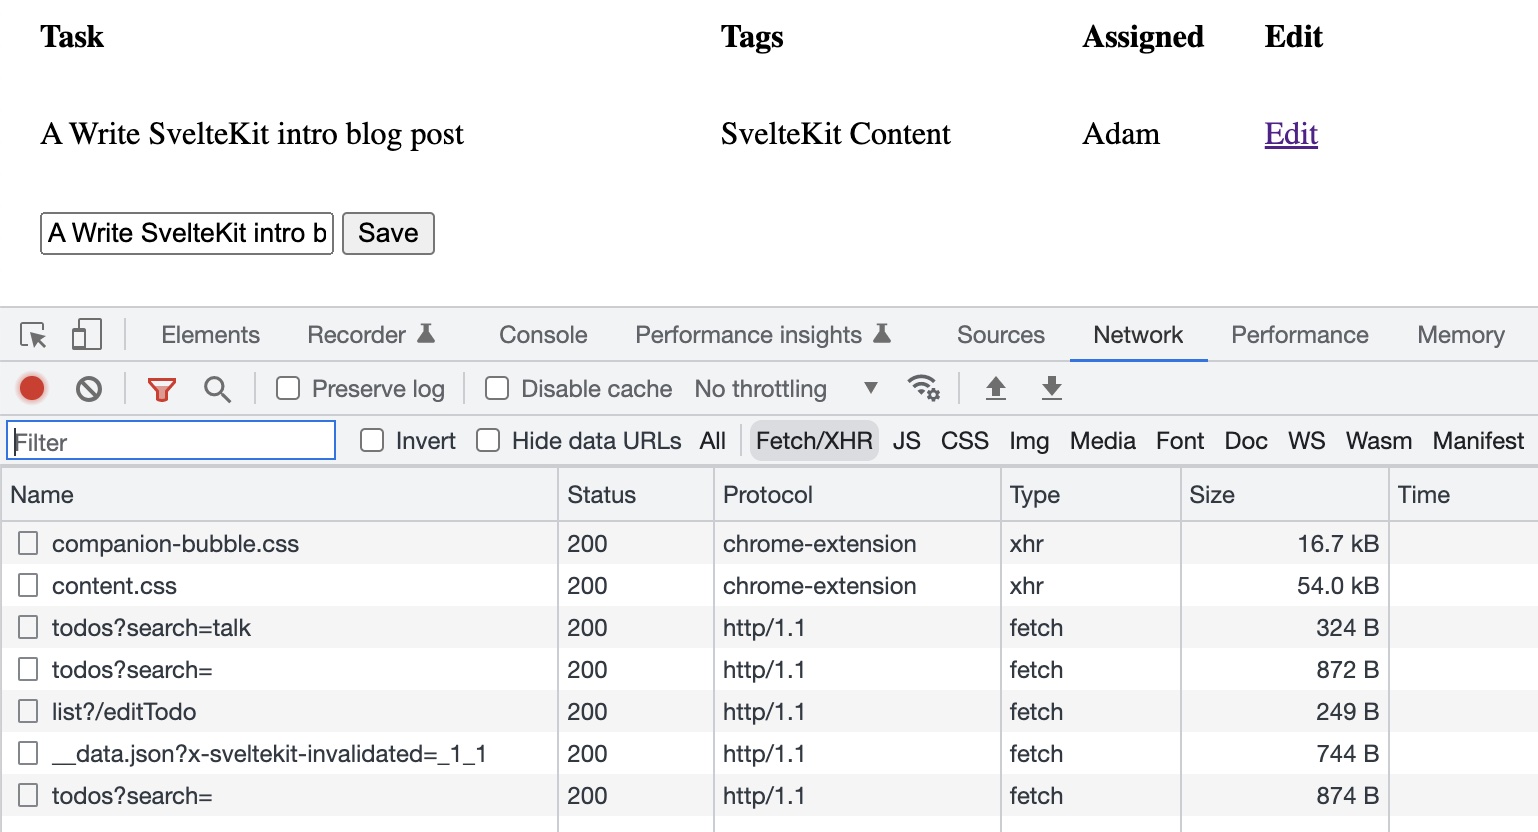 Task Tags Assigned Edit
A Write SvelteKit intro blog post SvelteKit Content Adam Edit
A Write SvelteKit intro b Save
Elements Recorder Console Performance insights Sources Network Performance Memory
Preserve log Disable cache No throttling
Filter Invert Hide data URLs All Fetch/XHR JS CSS Img Media Font Doc WS Wasm Manifest
Name Status Protocol Type Size Time
companion-bubble.css 200 chrome-extension xhr 16.7 kB
content.css 200 chrome-extension xhr 54.0 kB
todos?search=talk 200 http/1.1 fetch 324 B
todos?search= 200 http/1.1 fetch 872 B
list?/editTodo 200 http/1.1 fetch 249 B
__data.json?x-sveltekit-invalidated=_1_1 200 http/1.1 fetch 744 B
todos?search= 200 http/1.1 fetch 874 B